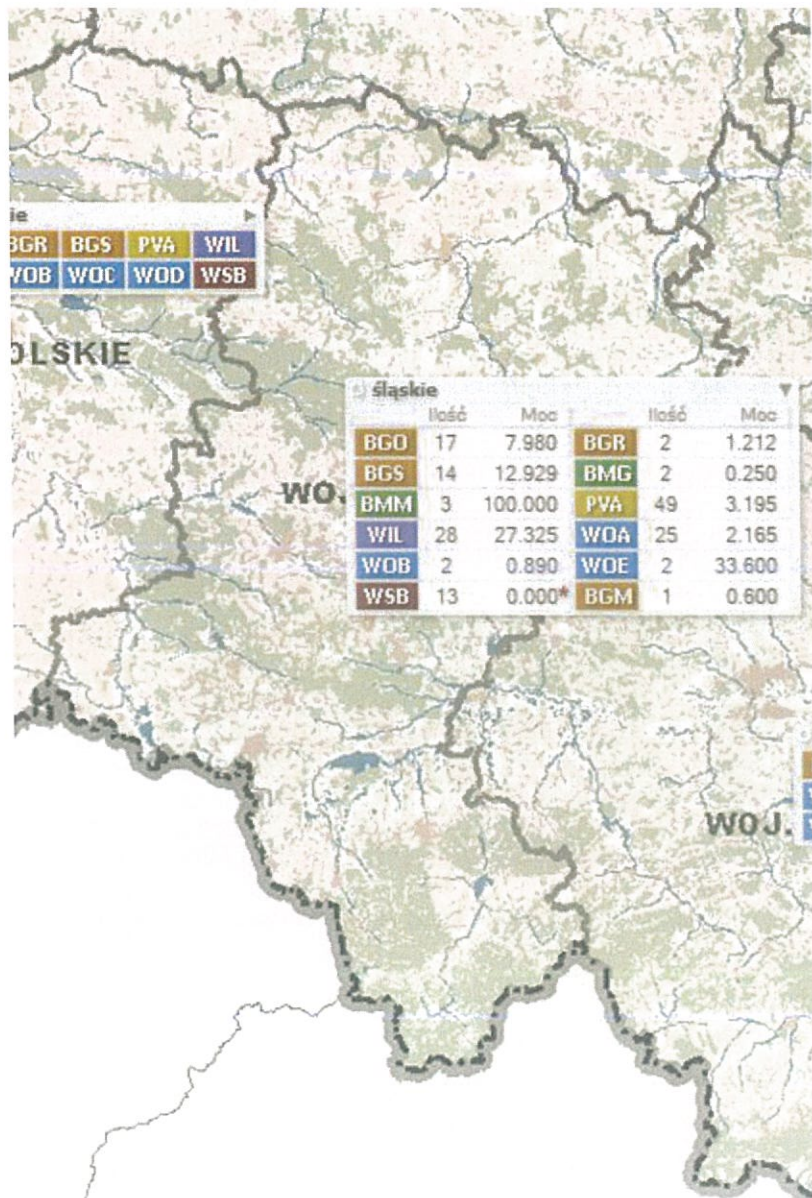 ie
BGR BGS PVA WIL
WOB WOC WOD WSB
OLSKIE
śląskie
Ilość Moc Ilość Moc
BGO 17 7.980 BGR 2 1.212
BGS 14 12.929 BMG 2 0.250
BMM 3 100.000 PVA 49 3.195
WIL 28 27.325 WOA 25 2.165
WOB 2 0.890 WOE 2 33.600
WSB 13 0.000* BGM 1 0.600
WOJ.
WOJ.